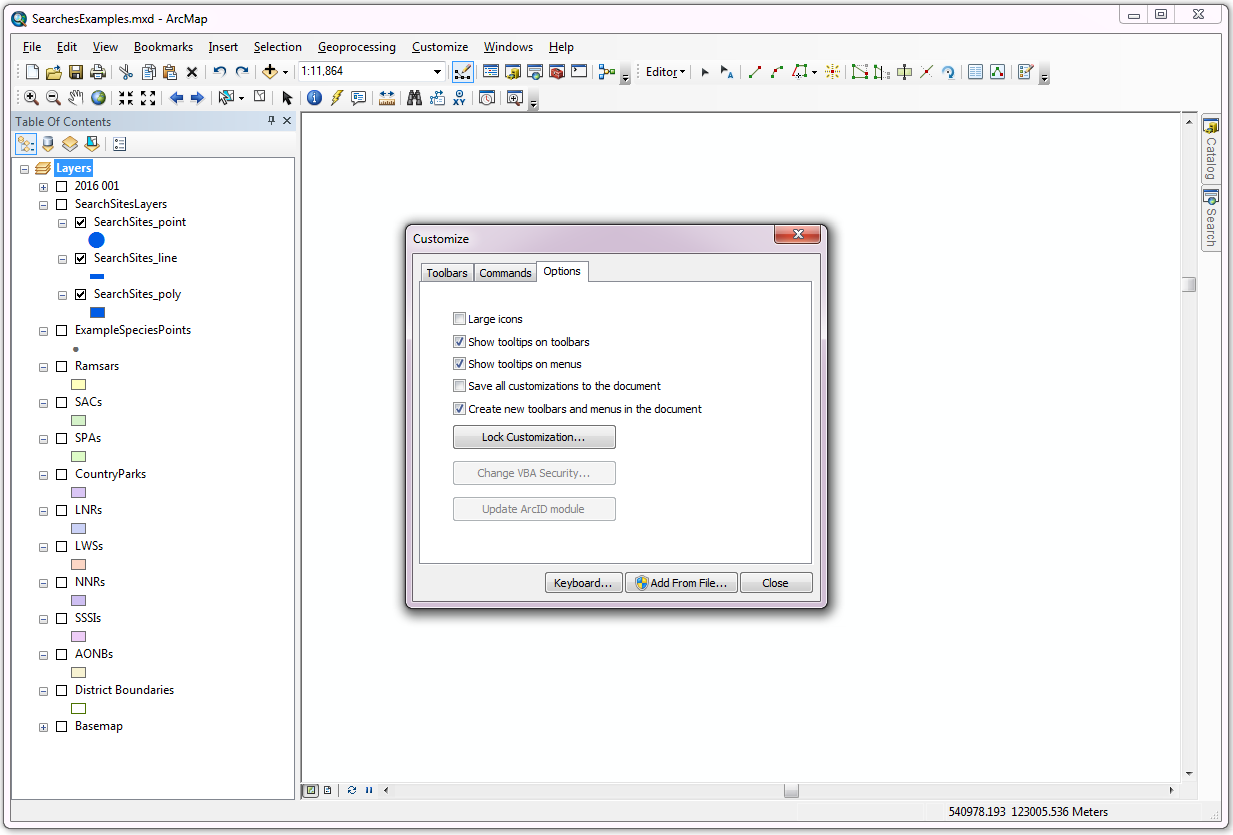 SearchesExamples.mxd - ArcMap
File Edit View Bookmarks Insert Selection Geoprocessing Customize Windows Help
1:11,864 Editor
Table Of Contents
Layers
2016 001
SearchSitesLayers
SearchSites_point
SearchSites_line
SearchSites_poly
ExampleSpeciesPoints
Ramsars
SACs
SPAs
CountryParks
LNRs
LWSs
NNRs
SSSIs
AONBs
District Boundaries
Basemap
Customize
Toolbars Commands Options
Large icons
Show tooltips on toolbars
Show tooltips on menus
Save all customizations to the document
Create new toolbars and menus in the document
Lock Customization...
Change VBA Security...
Update ArcID module
Keyboard... Add From File... Close
Catalog
Search
540978.193 123005.536 Meters